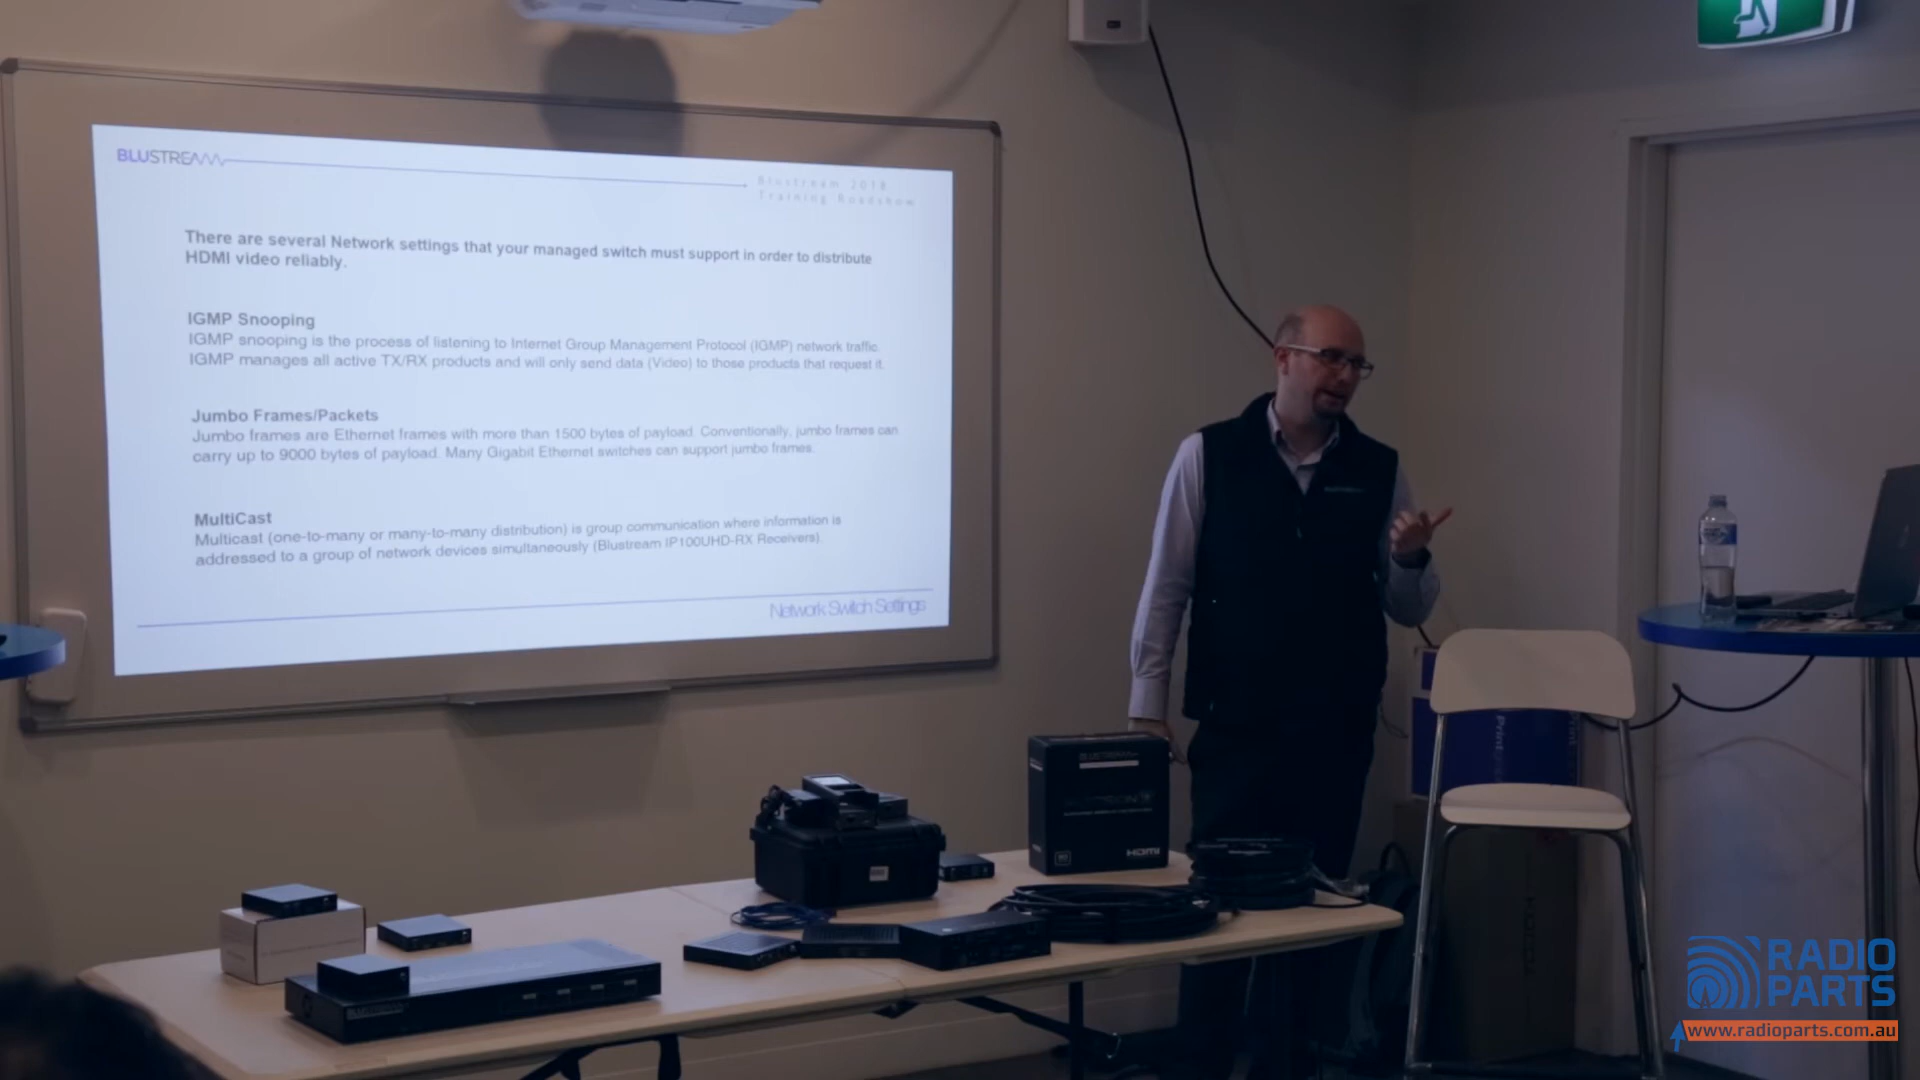 BLUSTREAM
Blustream 2018
Training Roadshow
There are several Network settings that your managed switch must support in order to distribute
HDMI video reliably.
IGMP Snooping
IGMP snooping is the process of listening to Internet Group Management Protocol (IGMP) network traffic.
IGMP manages all active TX/RX products and will only send data (Video) to those products that request it.
Jumbo Frames/Packets
Jumbo frames are Ethernet frames with more than 1500 bytes of payload. Conventionally, jumbo frames can
carry up to 9000 bytes of payload. Many Gigabit Ethernet switches can support jumbo frames.
MultiCast
Multicast (one-to-many or many-to-many distribution) is group communication where information is
addressed to a group of network devices simultaneously (Blustream IP100UHD-RX Receivers).
Network Switch Settings
BLUSTREAM
HDMI
BLUSTREAM
RADIO
PARTS
www.radioparts.com.au